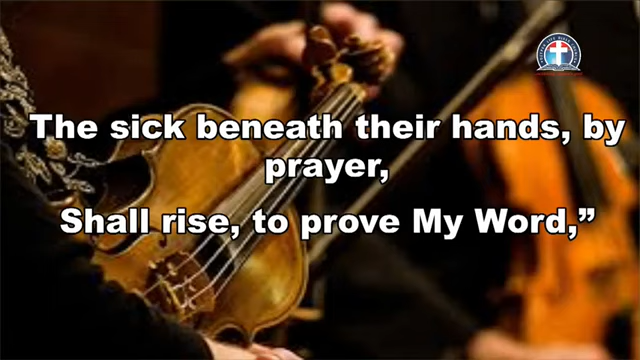 The sick beneath their hands, by
prayer,
Shall rise, to prove My Word,”